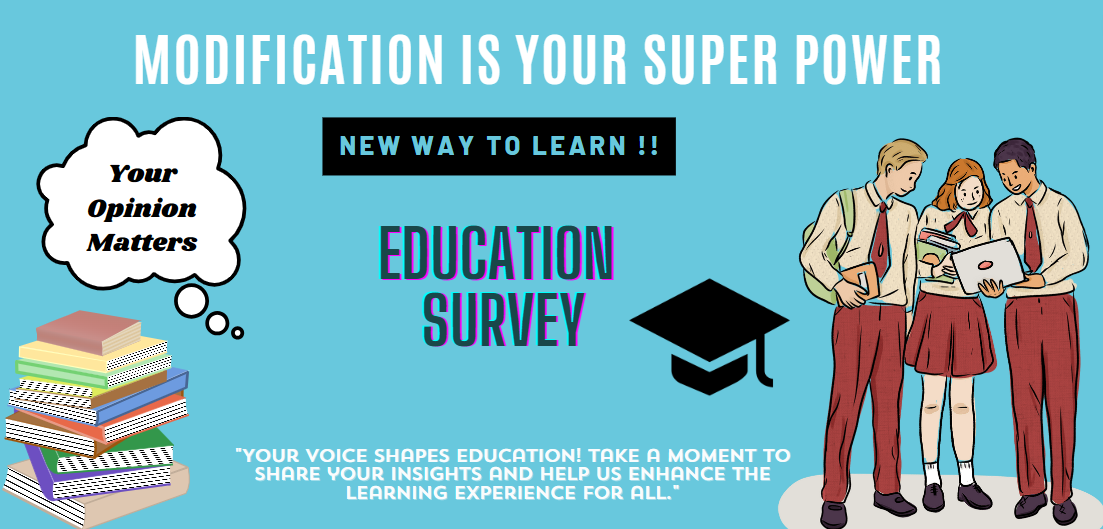 MODIFICATION IS YOUR SUPER POWER
NEW WAY TO LEARN !!
Your
Opinion
Matters
EDUCATION
SURVEY
"YOUR VOICE SHAPES EDUCATION! TAKE A MOMENT TO
SHARE YOUR INSIGHTS AND HELP US ENHANCE THE
LEARNING EXPERIENCE FOR ALL."